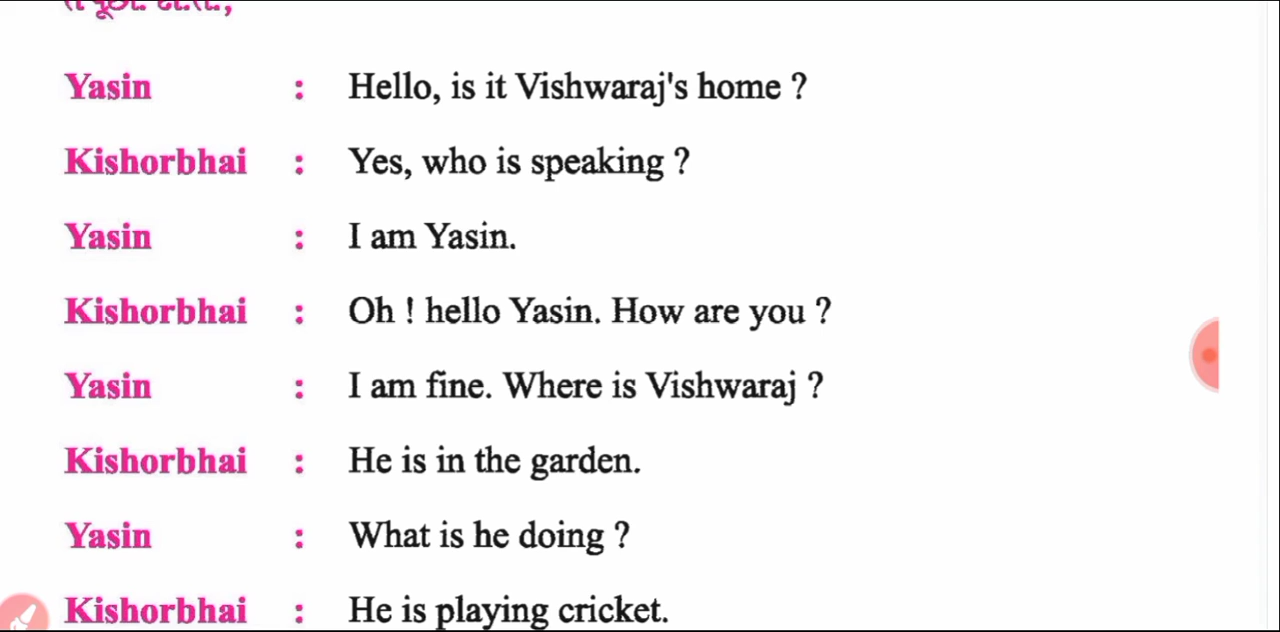 Yasin : Hello, is it Vishwaraj's home ?
Kishorbhai : Yes, who is speaking ?
Yasin : I am Yasin.
Kishorbhai : Oh ! hello Yasin. How are you ?
Yasin : I am fine. Where is Vishwaraj ?
Kishorbhai : He is in the garden.
Yasin : What is he doing ?
Kishorbhai : He is playing cricket.